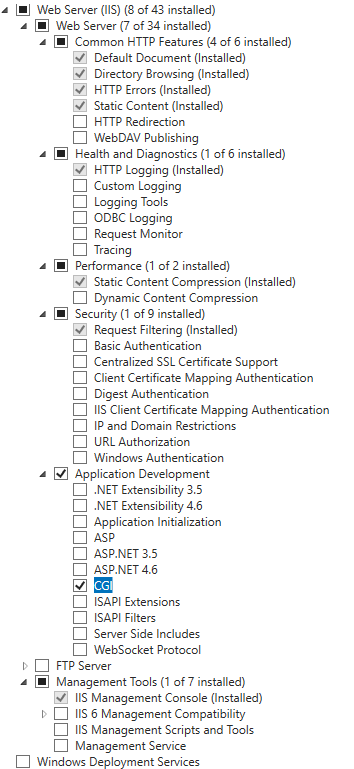 Web Server (IIS) (8 of 43 installed)
Web Server (7 of 34 installed)
Common HTTP Features (4 of 6 installed)
Default Document (Installed)
Directory Browsing (Installed)
HTTP Errors (Installed)
Static Content (Installed)
HTTP Redirection
WebDAV Publishing
Health and Diagnostics (1 of 6 installed)
HTTP Logging (Installed)
Custom Logging
Logging Tools
ODBC Logging
Request Monitor
Tracing
Performance (1 of 2 installed)
Static Content Compression (Installed)
Dynamic Content Compression
Security (1 of 9 installed)
Request Filtering (Installed)
Basic Authentication
Centralized SSL Certificate Support
Client Certificate Mapping Authentication
Digest Authentication
IIS Client Certificate Mapping Authentication
IP and Domain Restrictions
URL Authorization
Windows Authentication
Application Development
.NET Extensibility 3.5
.NET Extensibility 4.6
Application Initialization
ASP
ASP.NET 3.5
ASP.NET 4.6
CGI
ISAPI Extensions
ISAPI Filters
Server Side Includes
WebSocket Protocol
FTP Server
Management Tools (1 of 7 installed)
IIS Management Console (Installed)
IIS 6 Management Compatibility
IIS Management Scripts and Tools
Management Service
Windows Deployment Services